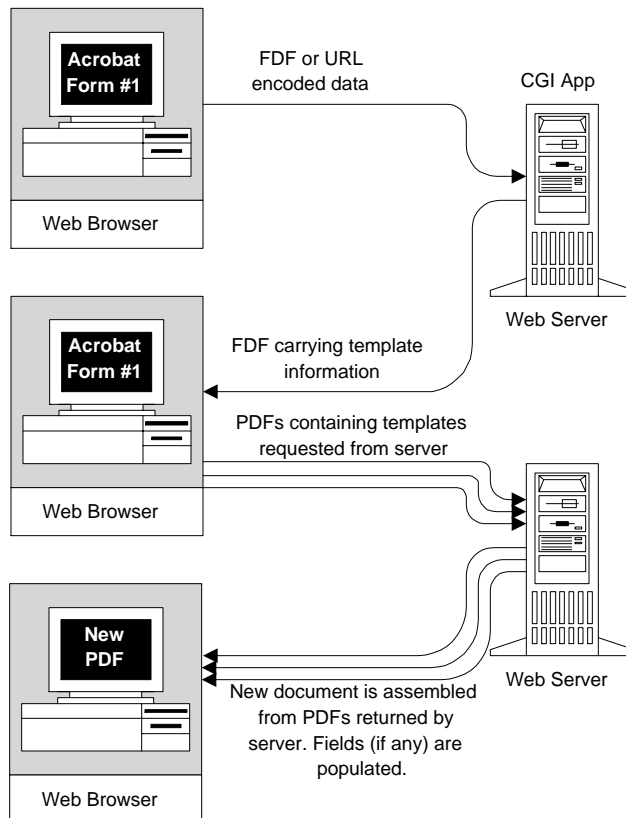 Acrobat
Form #1
Web Browser
FDF or URL
encoded data
CGI App
Web Server
Acrobat
Form #1
Web Browser
FDF carrying template
information
PDFs containing templates
requested from server
Web Server
New
PDF
Web Browser
New document is assembled
from PDFs returned by
server. Fields (if any) are
populated.